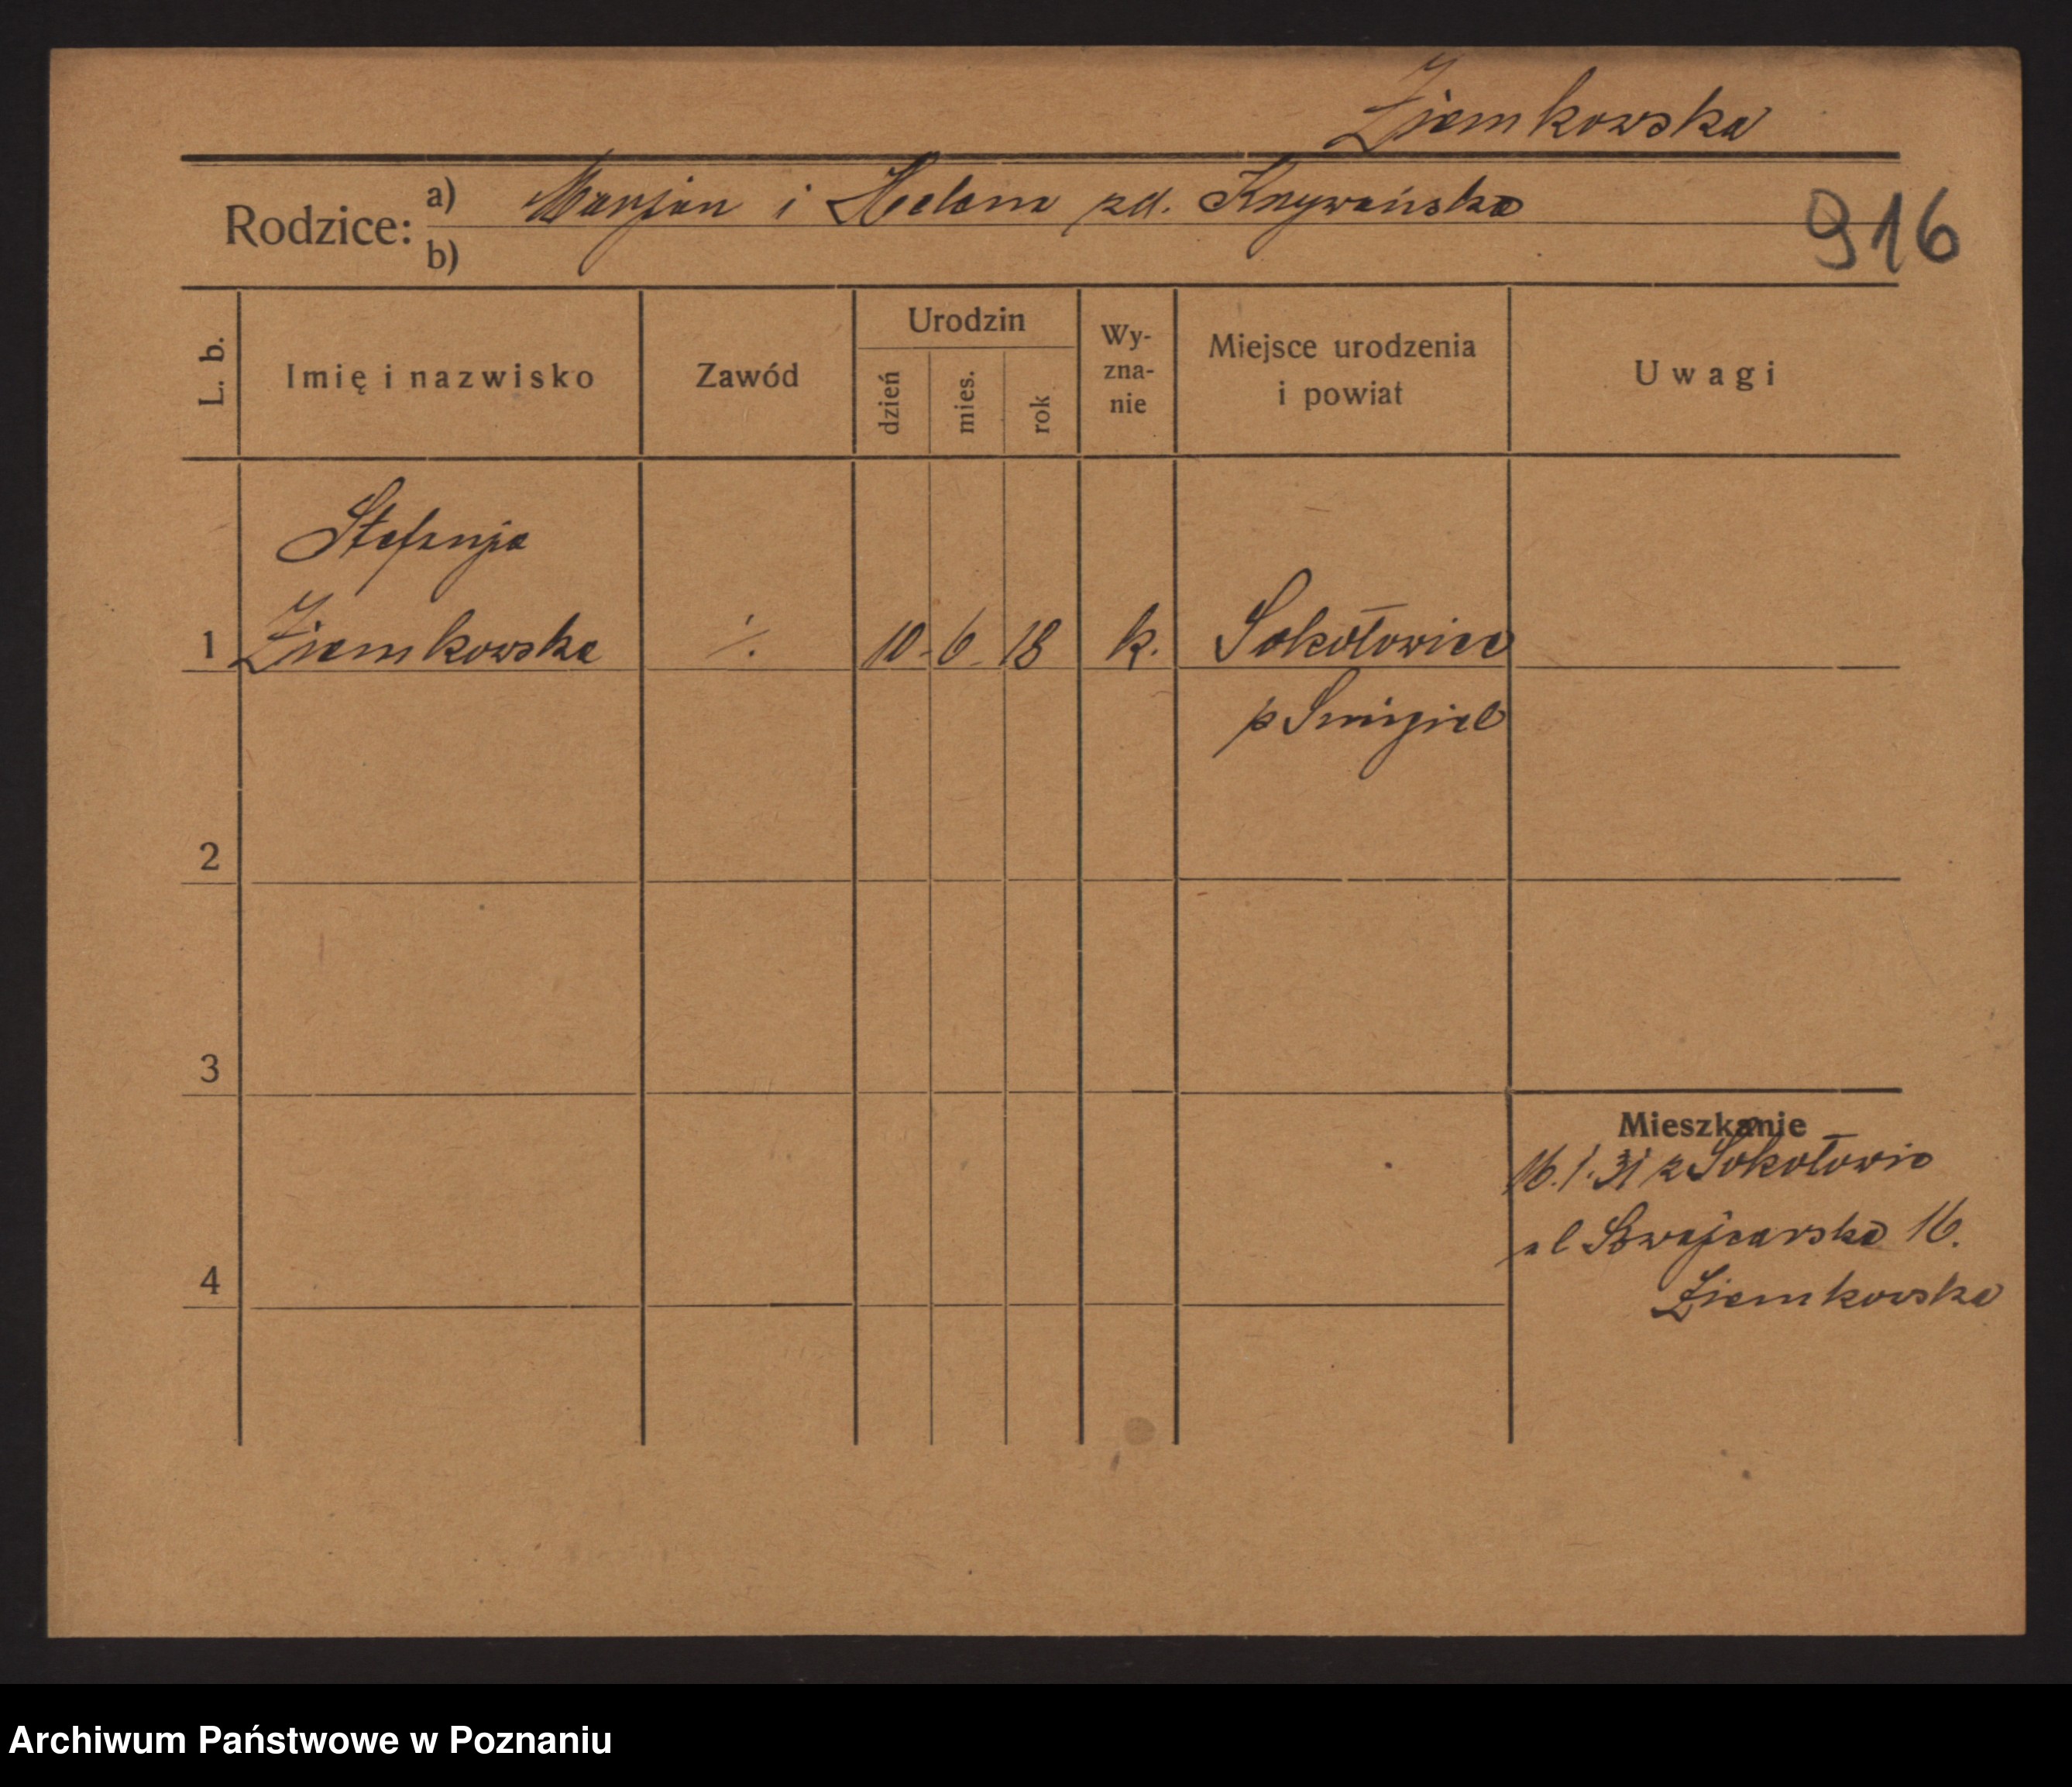 Ziemkowska
Rodzice: a) Marjan i Helena zd. Krzywańska
b)
916
L. b.
Imię i nazwisko
Zawód
Urodzin
dzień
mies.
rok
Wy-
zna-
nie
Miejsce urodzenia
i powiat
Uwagi
Stefanja
1 Ziemkowska ·/. 10. 6. 18 k. Sokołowice
p Śmigiel
2
3
4
Mieszkanie
16. 1. 31 z Sokołowic
ul Szwajcarska 16.
Ziemkowska
Archiwum Państwowe w Poznaniu